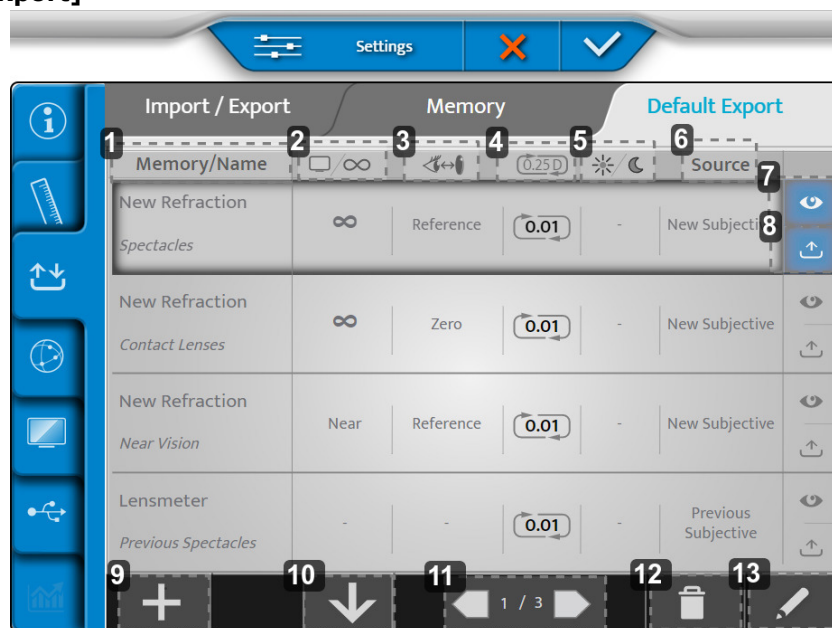 xport]
Settings
Import / Export Memory Default Export
1 2 3 4 5 6 7
Memory/Name 0.25 D Source
New Refraction
Spectacles
∞ Reference 0.01 - New Subjecti
8
New Refraction
Contact Lenses
∞ Zero 0.01 - New Subjective
New Refraction
Near Vision
Near Reference 0.01 - New Subjective
Lensmeter
Previous Spectacles
- - 0.01 - Previous
Subjective
9 10 11 12 13
1 / 3